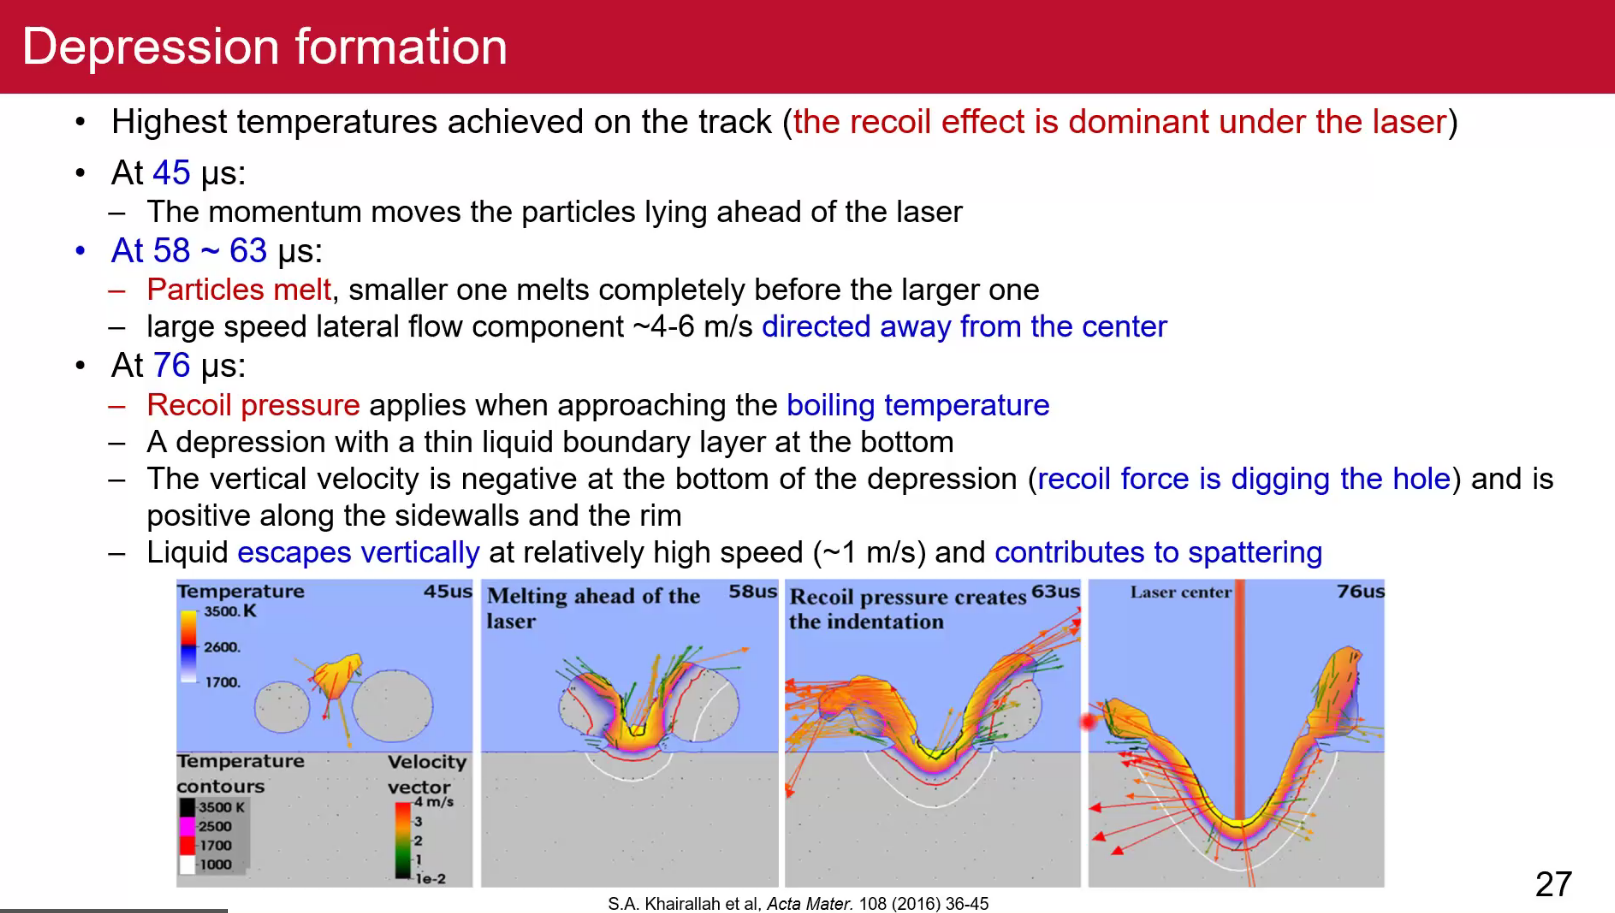 Depression formation
• Highest temperatures achieved on the track (the recoil effect is dominant under the laser)
• At 45 µs:
– The momentum moves the particles lying ahead of the laser
• At 58 ~ 63 µs:
– Particles melt, smaller one melts completely before the larger one
– large speed lateral flow component ~4-6 m/s directed away from the center
• At 76 µs:
– Recoil pressure applies when approaching the boiling temperature
– A depression with a thin liquid boundary layer at the bottom
– The vertical velocity is negative at the bottom of the depression (recoil force is digging the hole) and is
positive along the sidewalls and the rim
– Liquid escapes vertically at relatively high speed (~1 m/s) and contributes to spattering
Temperature 45us
3500. K
2600.
1700.
Temperature
contours
3500 K
2500
1700
1000
Velocity
vector
4 m/s
3
2
1
1e-2
Melting ahead of the 58us
laser
Recoil pressure creates 63us
the indentation
Laser center 76us
S.A. Khairallah et al, Acta Mater. 108 (2016) 36-45
27